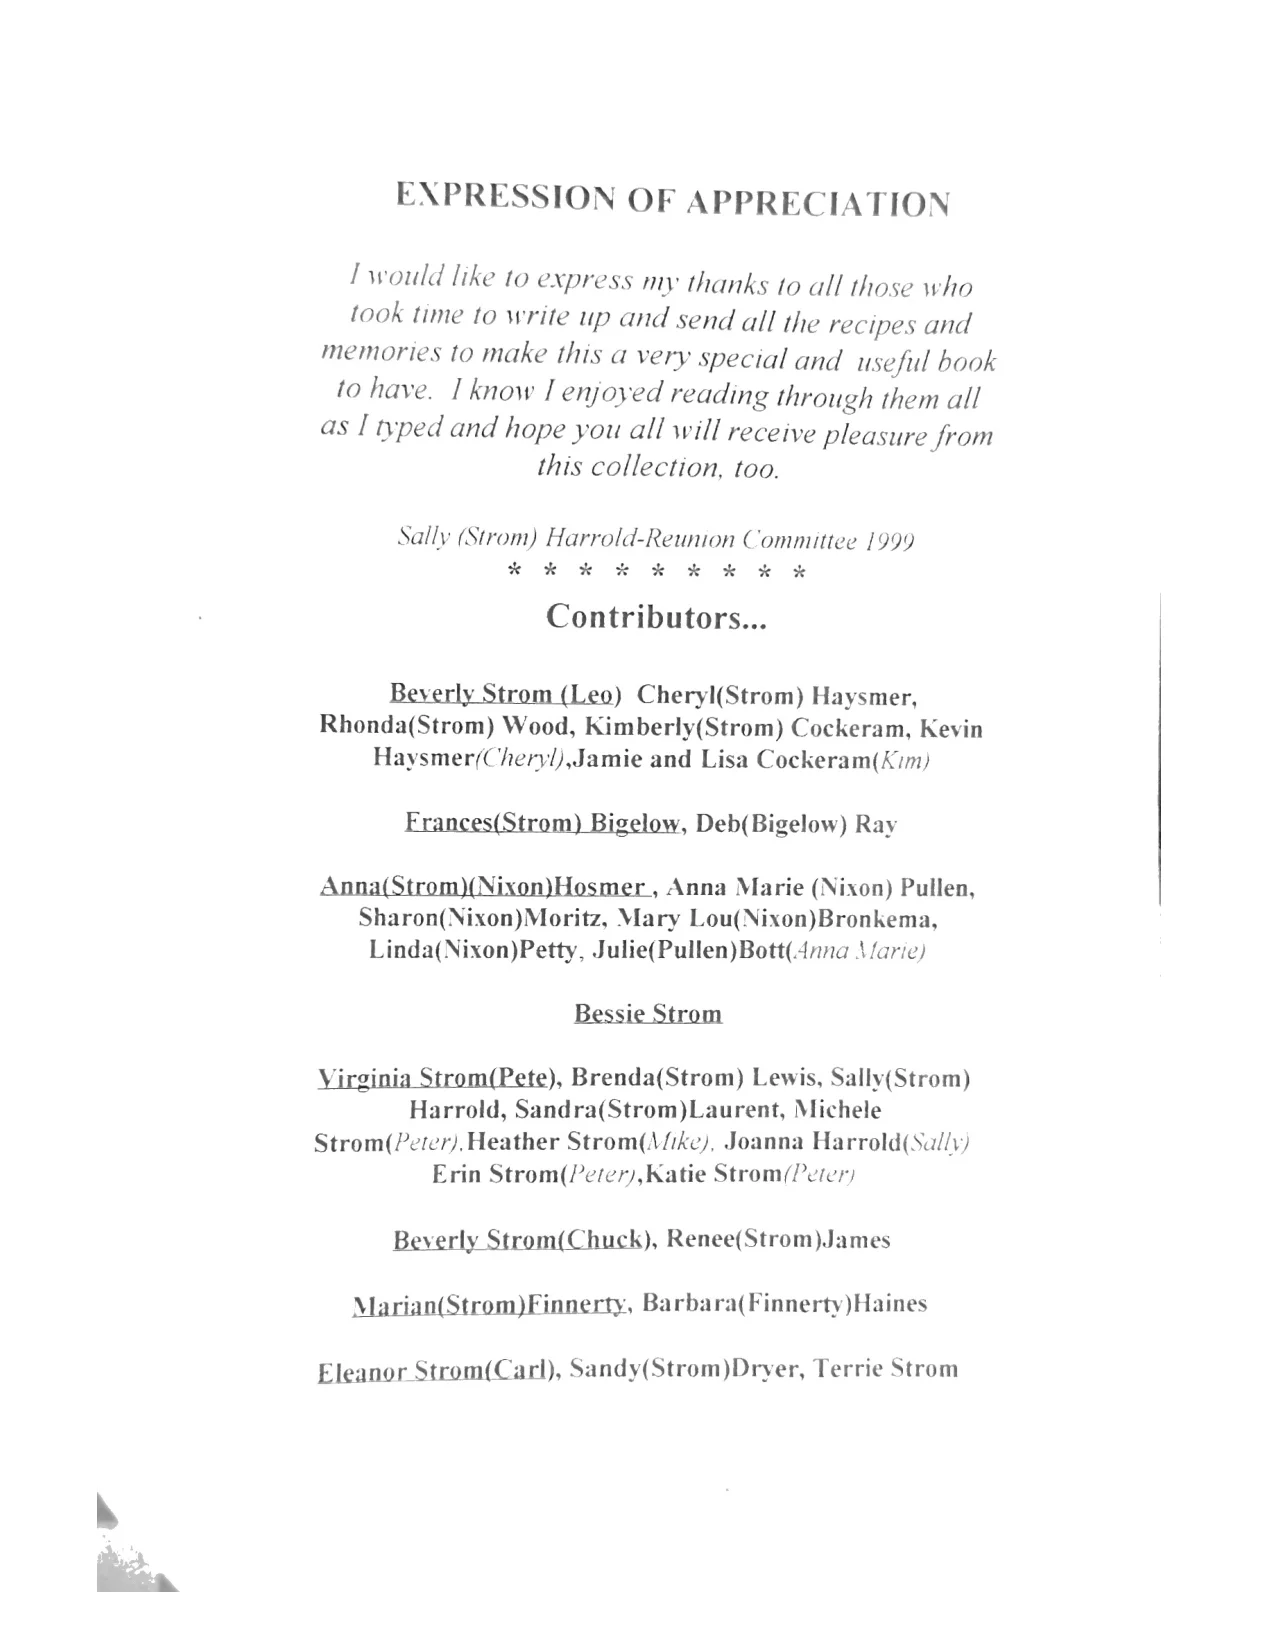 EXPRESSION OF APPRECIATION
I would like to express my thanks to all those who
took time to write up and send all the recipes and
memories to make this a very special and useful book
to have. I know I enjoyed reading through them all
as I typed and hope you all will receive pleasure from
this collection, too.
Sally (Strom) Harrold-Reunion Committee 1999
* * * * * * * * *
Contributors...
Beverly Strom (Leo) Cheryl(Strom) Haysmer,
Rhonda(Strom) Wood, Kimberly(Strom) Cockeram, Kevin
Haysmer(Cheryl),Jamie and Lisa Cockeram(Kim)
Frances(Strom) Bigelow, Deb(Bigelow) Ray
Anna(Strom)(Nixon)Hosmer , Anna Marie (Nixon) Pullen,
Sharon(Nixon)Moritz, Mary Lou(Nixon)Bronkema,
Linda(Nixon)Petty, Julie(Pullen)Bott(Anna Marie)
Bessie Strom
Virginia Strom(Pete), Brenda(Strom) Lewis, Sally(Strom)
Harrold, Sandra(Strom)Laurent, Michele
Strom(Peter),Heather Strom(Mike), Joanna Harrold(Sally)
Erin Strom(Peter),Katie Strom(Peter)
Beverly Strom(Chuck), Renee(Strom)James
Marian(Strom)Finnerty, Barbara(Finnerty)Haines
Eleanor Strom(Carl), Sandy(Strom)Dryer, Terrie Strom